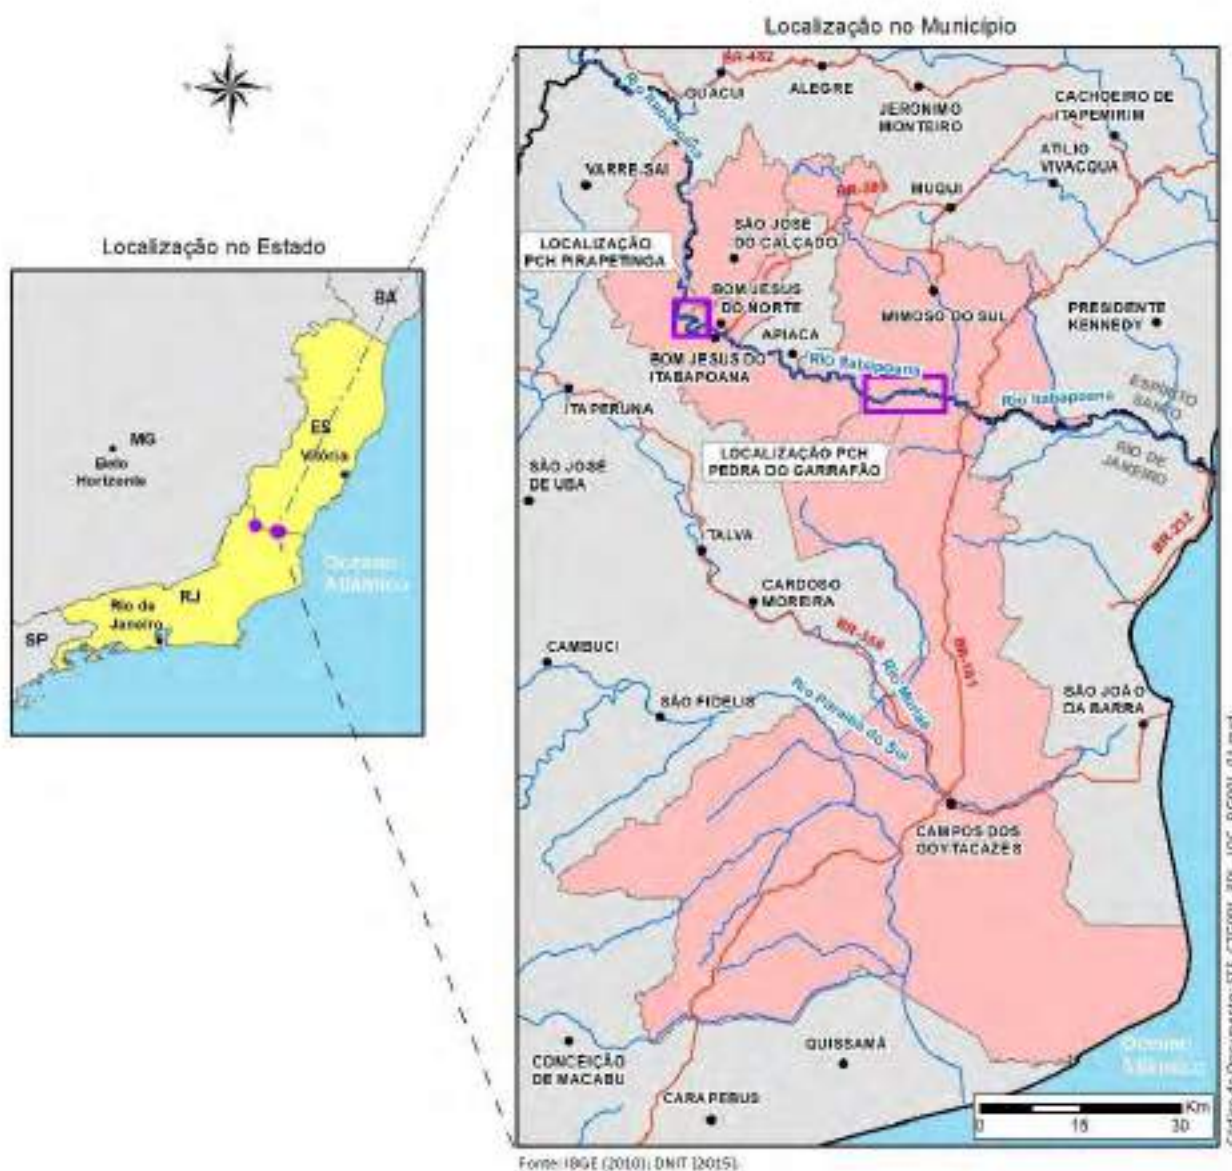 Localização no Município
Localização no Estado
BR-482
GUAÇUI
ALEGRE
JERONIMO
MONTEIRO
CACHOEIRO DE
ITAPEMIRIM
ATILIO
VIVACQUA
VARRE-SAI
MUQUI
SÃO JOSÉ
DO CALÇADO
LOCALIZAÇÃO
PCH PIRAPETINGA
BOM JESUS
DO NORTE
APIACA
MIMOSO DO SUL
PRESIDENTE
KENNEDY
BOM JESUS DO
ITABAPOANA
Rio Itabapoana
Rio Itabapoana
ESPIRITO
SANTO
RIO DE
JANEIRO
ITAPERUNA
LOCALIZAÇÃO PCH
PEDRA DO GARRAFÃO
SÃO JOSÉ
DE UBA
ITALVA
CARDOSO
MOREIRA
BR-101
CAMBUCI
SÃO FIDELIS
Rio Muriaé
Rio Paraíba do Sul
SÃO JOÃO
DA BARRA
CAMPOS DOS
GOYTACAZES
CONCEIÇÃO
DE MACABU
QUISSAMÃ
CARAPEBUS
Oceano
Atlântico
Km
0 15 30
BA
MG
Belo
Horizonte
ES
Vitória
Oceano
Atlântico
RJ
Rio de
Janeiro
SP
Fonte: IBGE (2010); DNIT (2015).